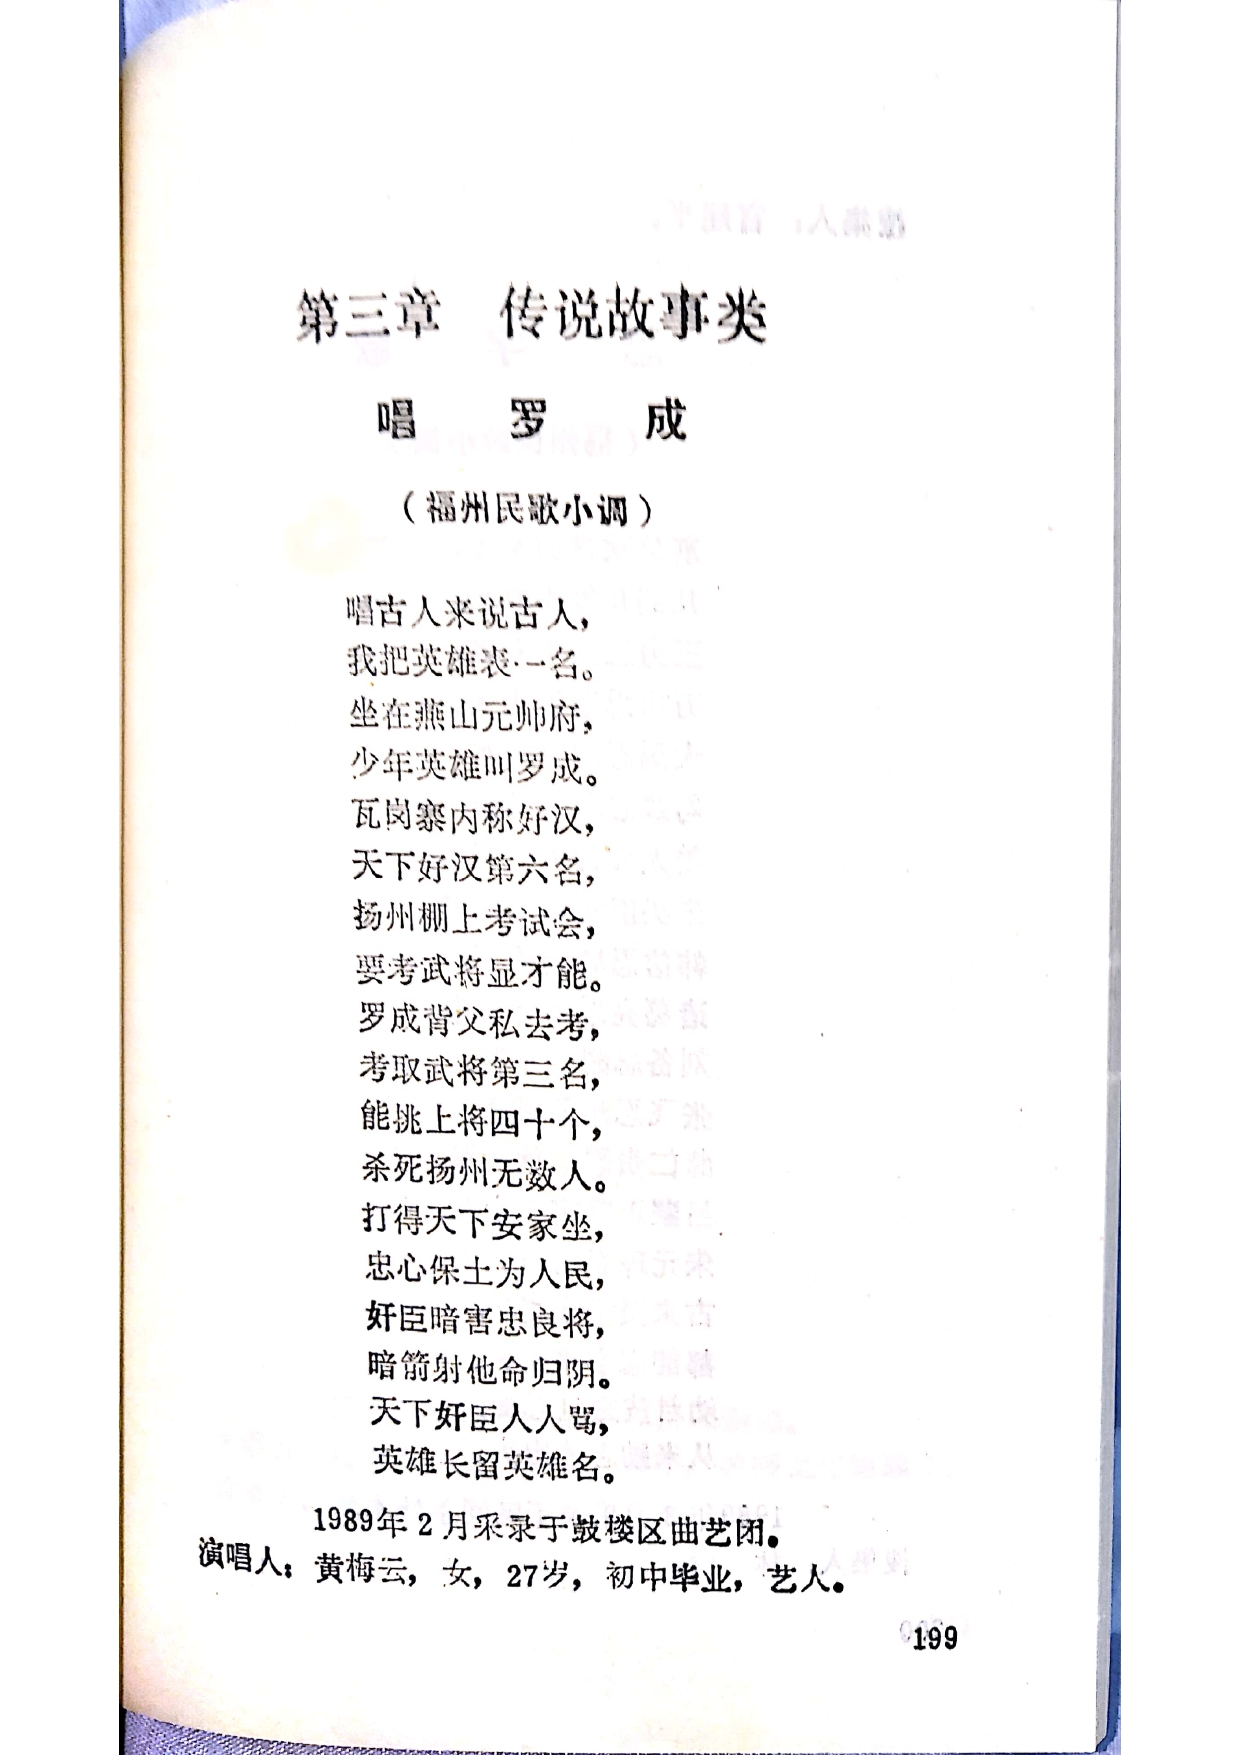 第三章 传说故事类
唱 罗 成
（福州民歌小调）
唱古人来说古人，
我把英雄表一名。
坐在燕山元帅府，
少年英雄叫罗成。
瓦岗寨内称好汉，
天下好汉第六名，
扬州棚上考试会，
要考武将显才能。
罗成背父私去考，
考取武将第三名，
能挑上将四十个，
杀死扬州无数人。
打得天下安家坐，
忠心保土为人民，
奸臣暗害忠良将，
暗箭射他命归阴。
天下奸臣人人骂，
英雄长留英雄名。
1989年2月采录于鼓楼区曲艺团。
演唱人：黄梅云，女，27岁，初中毕业，艺人。
199